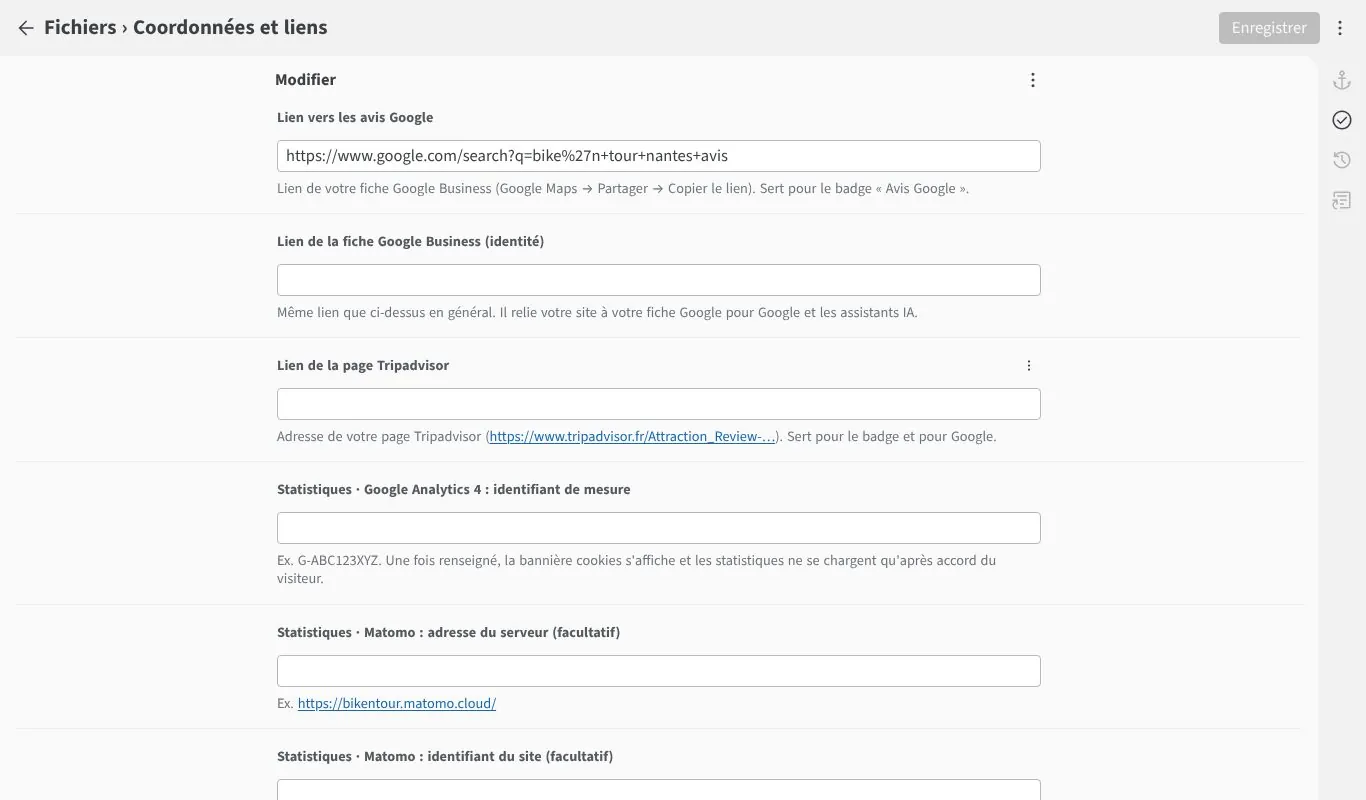 Fichiers › Coordonnées et liens
Enregistrer
Modifier
Lien vers les avis Google
https://www.google.com/search?q=bike%27n+tour+nantes+avis
Lien de votre fiche Google Business (Google Maps → Partager → Copier le lien). Sert pour le badge « Avis Google ».
Lien de la fiche Google Business (identité)
Même lien que ci-dessus en général. Il relie votre site à votre fiche Google pour Google et les assistants IA.
Lien de la page Tripadvisor
Adresse de votre page Tripadvisor (https://www.tripadvisor.fr/Attraction_Review-…). Sert pour le badge et pour Google.
Statistiques · Google Analytics 4 : identifiant de mesure
Ex. G-ABC123XYZ. Une fois renseigné, la bannière cookies s'affiche et les statistiques ne se chargent qu'après accord du
visiteur.
Statistiques · Matomo : adresse du serveur (facultatif)
Ex. https://bikentour.matomo.cloud/
Statistiques · Matomo : identifiant du site (facultatif)